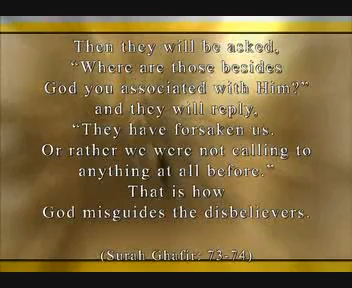 Then they will be asked,
“Where are those besides
God you associated with Him?”
and they will reply,
“They have forsaken us.
Or rather we were not calling to
anything at all before.”
That is how
God misguides the disbelievers.
(Surah Ghafir: 73-74)